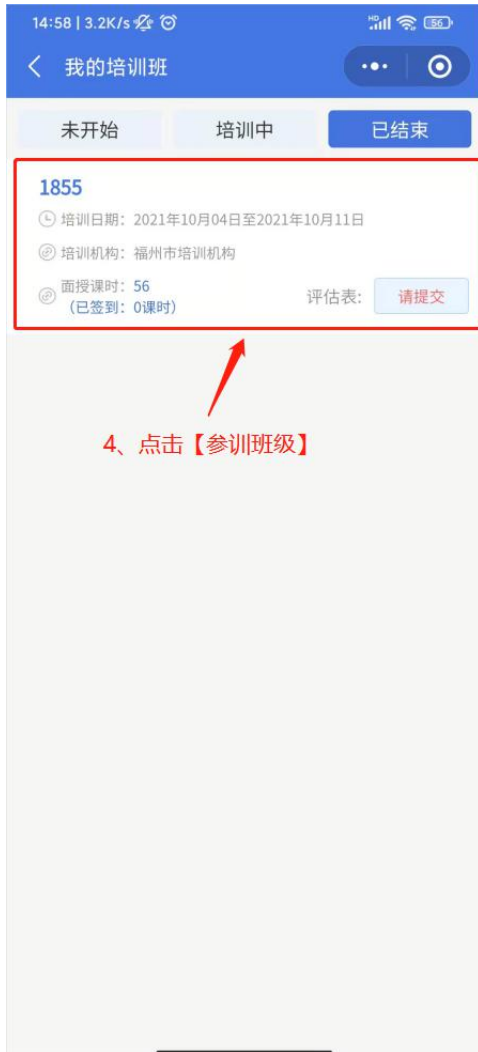 14:58 | 3.2K/s
HD 56
我的培训班
未开始 培训中 已结束
1855
培训日期：2021年10月04日至2021年10月11日
培训机构：福州市培训机构
面授课时：56
（已签到：0课时）
评估表： 请提交
4、点击【参训班级】